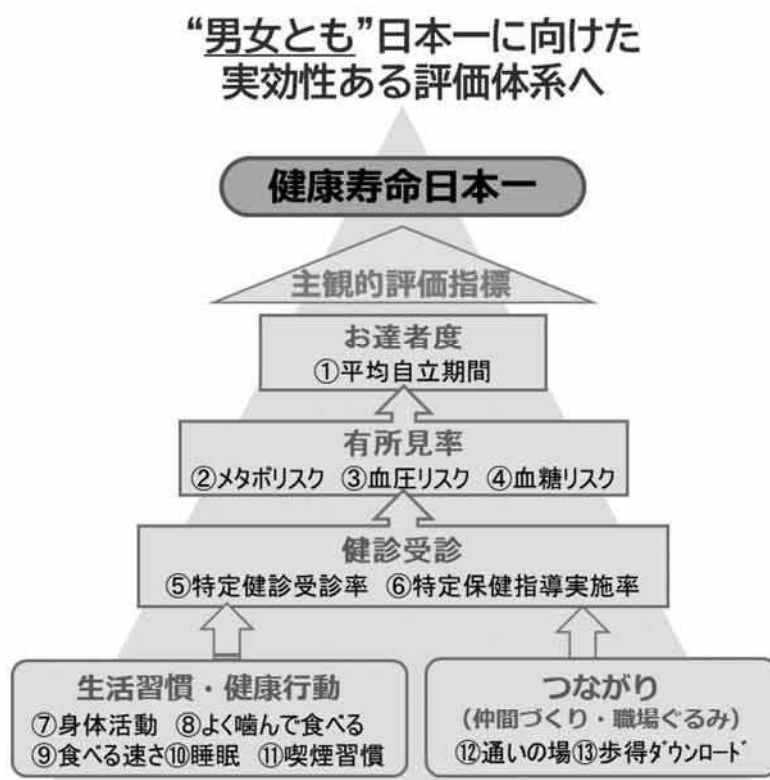 “男女とも”日本一に向けた
実効性ある評価体系へ
健康寿命日本一
主観的評価指標
お達者度
①平均自立期間
有所見率
②メタボリスク ③血圧リスク ④血糖リスク
健診受診
⑤特定健診受診率 ⑥特定保健指導実施率
生活習慣・健康行動
⑦身体活動 ⑧よく噛んで食べる
⑨食べる速さ⑩睡眠 ⑪喫煙習慣
つながり
(仲間づくり・職場ぐるみ)
⑫通いの場⑬歩得ﾀﾞｳﾝﾛｰﾄﾞ